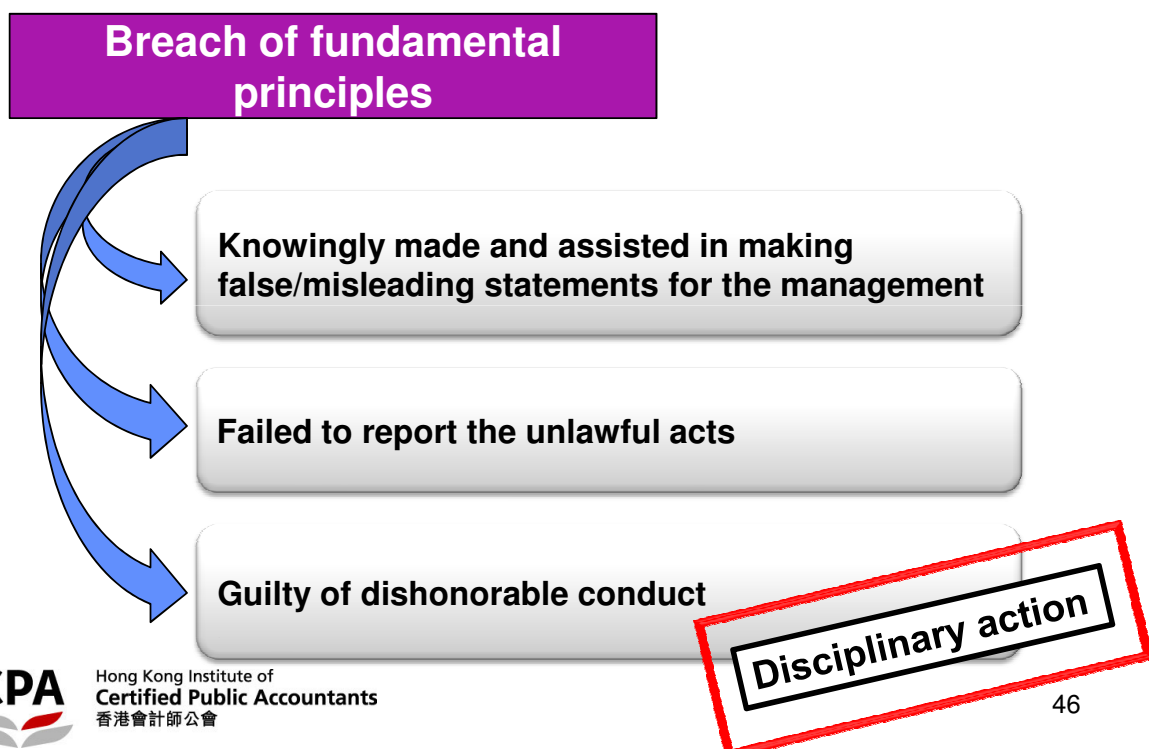 Breach of fundamental
principles
Knowingly made and assisted in making
false/misleading statements for the management
Failed to report the unlawful acts
Guilty of dishonorable conduct
Disciplinary action
CPA
Hong Kong Institute of
Certified Public Accountants
香港會計師公會
46